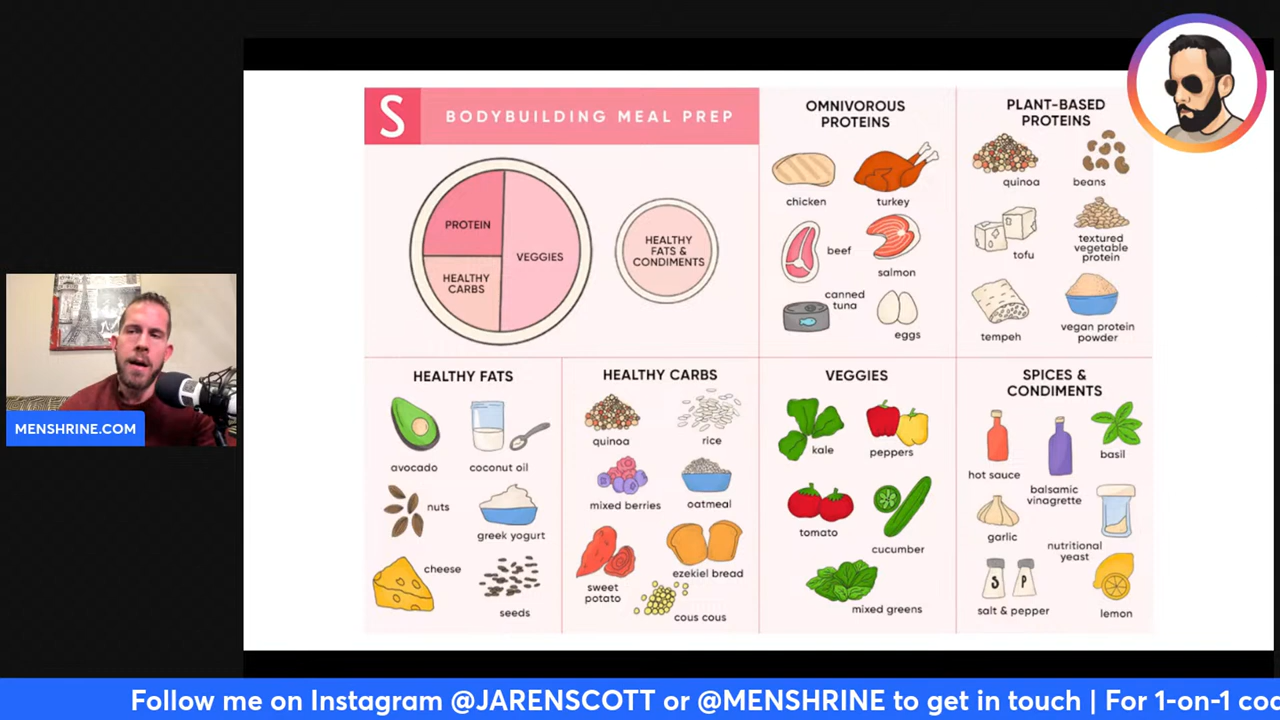 S
BODYBUILDING MEAL PREP
PROTEIN
HEALTHY
CARBS
VEGGIES
HEALTHY
FATS &
CONDIMENTS
OMNIVOROUS
PROTEINS
chicken
turkey
beef
salmon
canned
tuna
eggs
PLANT-BASED
PROTEINS
quinoa
beans
tofu
textured
vegetable
protein
tempeh
vegan protein
powder
HEALTHY FATS
avocado
coconut oil
nuts
greek yogurt
cheese
seeds
HEALTHY CARBS
quinoa
rice
mixed berries
oatmeal
sweet
potato
ezekiel bread
cous cous
VEGGIES
kale
peppers
tomato
cucumber
mixed greens
SPICES &
CONDIMENTS
hot sauce
balsamic
vinagrette
basil
garlic
nutritional
yeast
S
P
salt & pepper
lemon
MENSHRINE.COM
Follow me on Instagram @JARENSCOTT or @MENSHRINE to get in touch | For 1-on-1 coa